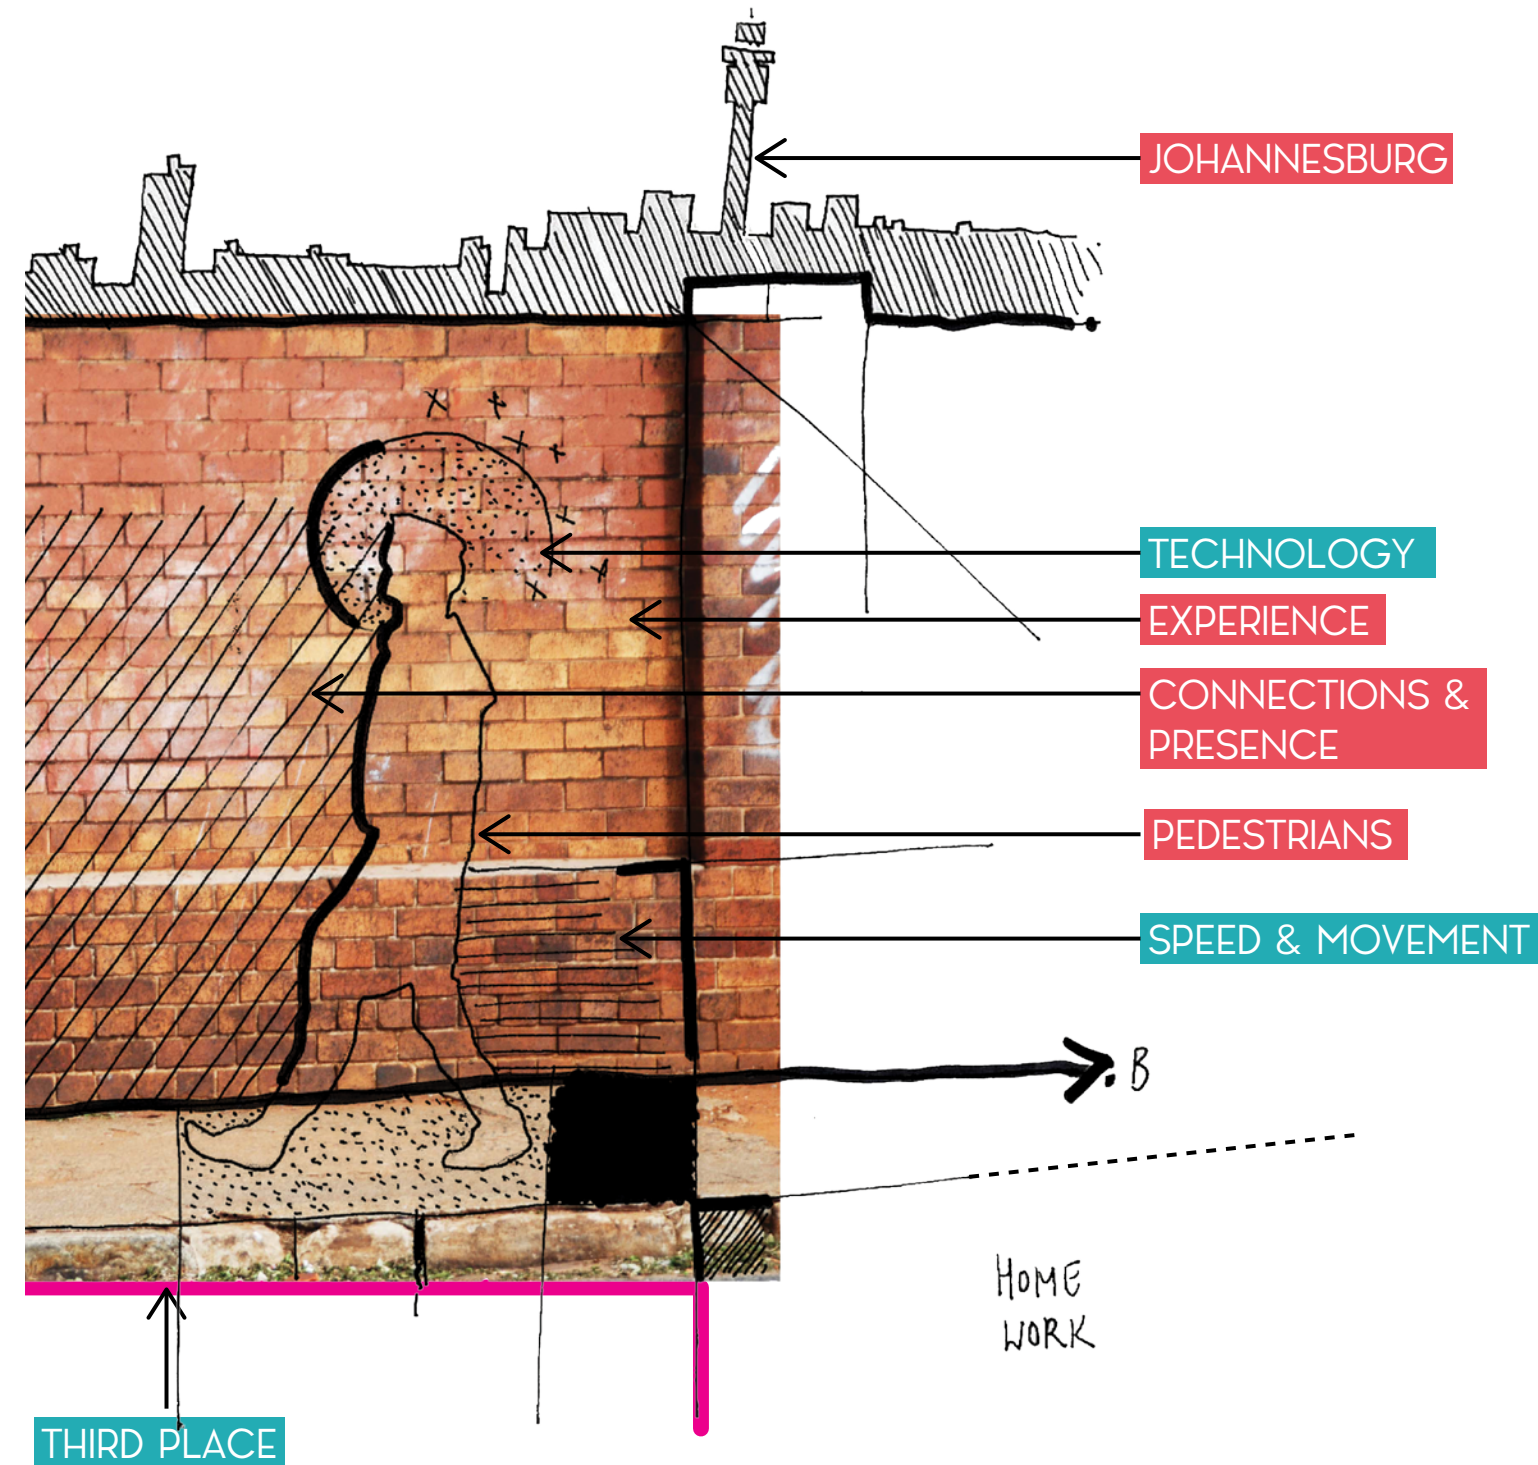 JOHANNESBURG
TECHNOLOGY
EXPERIENCE
CONNECTIONS &
PRESENCE
PEDESTRIANS
SPEED & MOVEMENT
B
HOME
WORK
THIRD PLACE